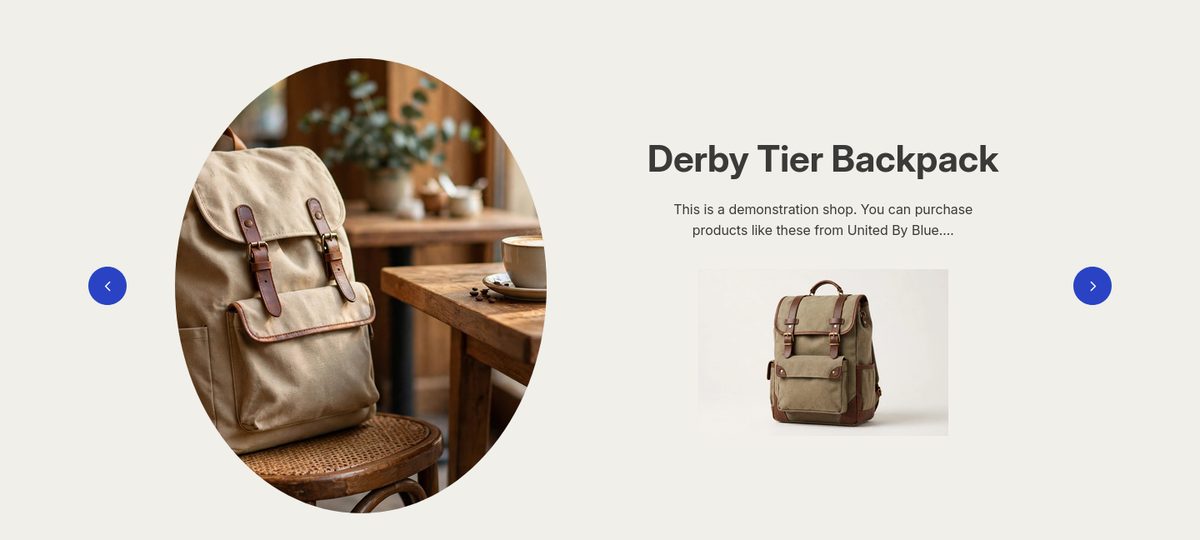 Derby Tier Backpack
This is a demonstration shop. You can purchase
products like these from United By Blue....